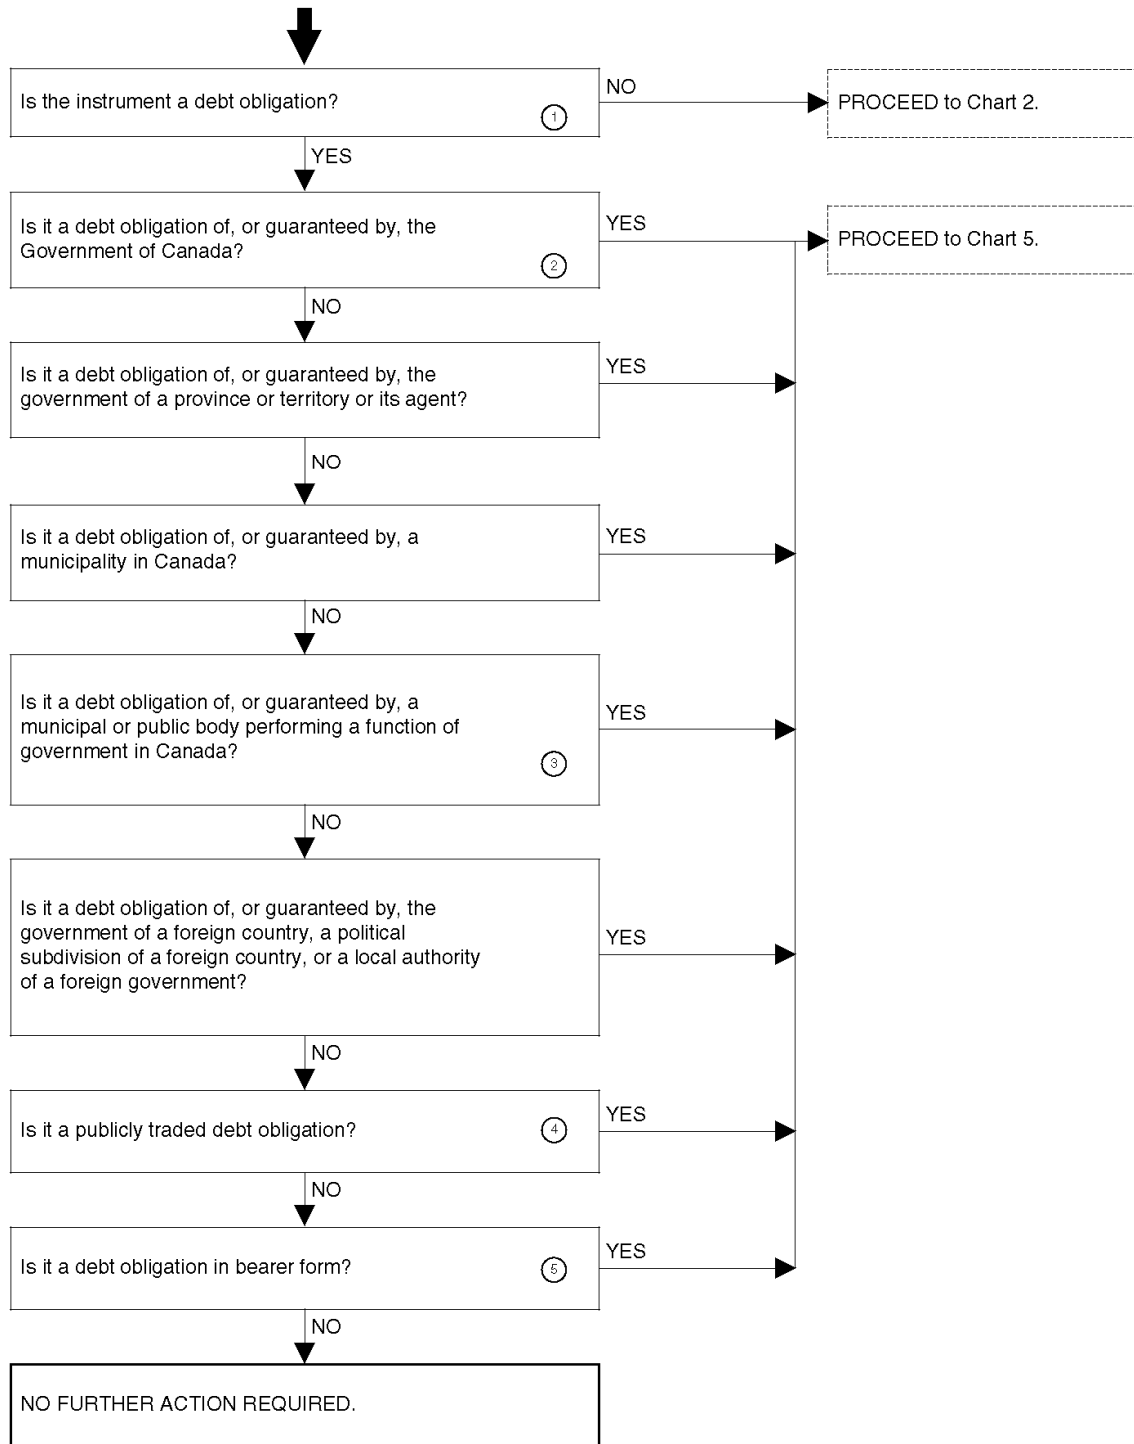 Is the instrument a debt obligation?
1
NO
PROCEED to Chart 2.
YES
Is it a debt obligation of, or guaranteed by, the
Government of Canada?
2
YES
PROCEED to Chart 5.
NO
Is it a debt obligation of, or guaranteed by, the
government of a province or territory or its agent?
YES
NO
Is it a debt obligation of, or guaranteed by, a
municipality in Canada?
YES
NO
Is it a debt obligation of, or guaranteed by, a
municipal or public body performing a function of
government in Canada?
3
YES
NO
Is it a debt obligation of, or guaranteed by, the
government of a foreign country, a political
subdivision of a foreign country, or a local authority
of a foreign government?
YES
NO
Is it a publicly traded debt obligation?
4
YES
NO
Is it a debt obligation in bearer form?
5
YES
NO
NO FURTHER ACTION REQUIRED.